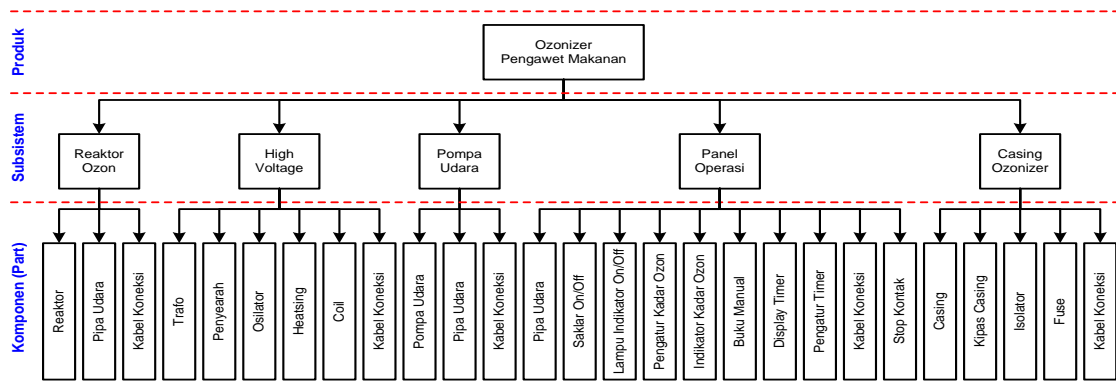 Produk
Ozonizer
Pengawet Makanan
Subsistem
Reaktor
Ozon
High
Voltage
Pompa
Udara
Panel
Operasi
Casing
Ozonizer
Komponen (Part)
Reaktor
Pipa Udara
Kabel Koneksi
Trafo
Penyearah
Osilator
Heatsing
Coil
Kabel Koneksi
Pompa Udara
Pipa Udara
Kabel Koneksi
Pipa Udara
Saklar On/Off
Lampu Indikator On/Off
Pengatur Kadar Ozon
Indikator Kadar Ozon
Buku Manual
Display Timer
Pengatur Timer
Kabel Koneksi
Stop Kontak
Casing
Kipas Casing
Isolator
Fuse
Kabel Koneksi